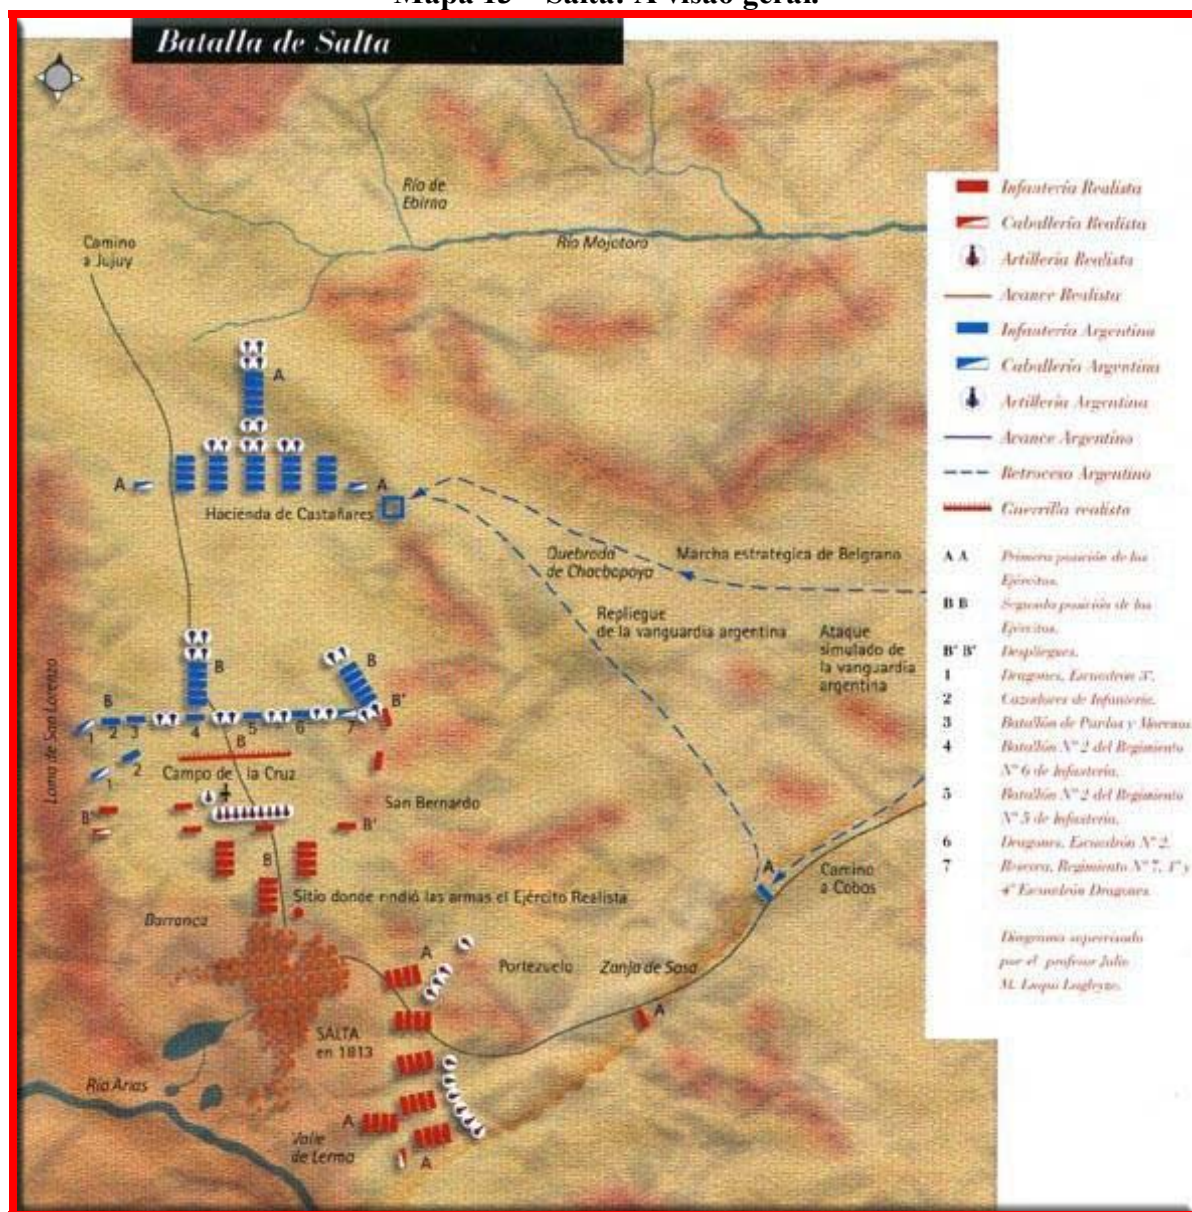 Mapa 13 – Salta: A visão geral.
Batalla de Salta
Río de
Ebirna
Camino
a Jujuy
Río Mojotoro
A
A
A
Hacienda de Castañares
Quebrada
de Chachapoya
Marcha estrategica de Belgrano
Repliegue
de la vanguardia argentina
Ataque
simulado de
la vanguardia
argentina
Loma de San Lorenzo
B
B
B
B'
1
2
3
4
5
6
7
B
1
2
Campo de la Cruz
San Bernardo
B'
B'
B
Sitio donde rindió las armas el Ejército Realista
Barranca
A
Camino
a Cobos
A
Portezuelo
Zanja de Sosa
A
SALTA
en 1813
Río Arias
A
Valle
de Lerma
A
Infantería Realista
Caballería Realista
Artillería Realista
Avance Realista
Infantería Argentina
Caballería Argentina
Artillería Argentina
Avance Argentino
Retroceso Argentino
Guerrilla realista
A A Primera posición de los
Ejércitos.
B B Segunda posición de los
Ejércitos.
B' B' Despliegues.
1 Dragones, Escuadrón 3º.
2 Cazadores de Infantería.
3 Batallón de Pardos y Morenos
4 Batallón Nº 2 del Regimiento
Nº 6 de Infantería.
5 Batallón Nº 2 del Regimiento
Nº 5 de Infantería.
6 Dragones, Escuadrón Nº 2.
7 Reserva, Regimiento Nº 7, 1º y
4º Escuadrón Dragones.
Diagrama supervisado
por el profesor Julio
M. Luqui Lagleyze.